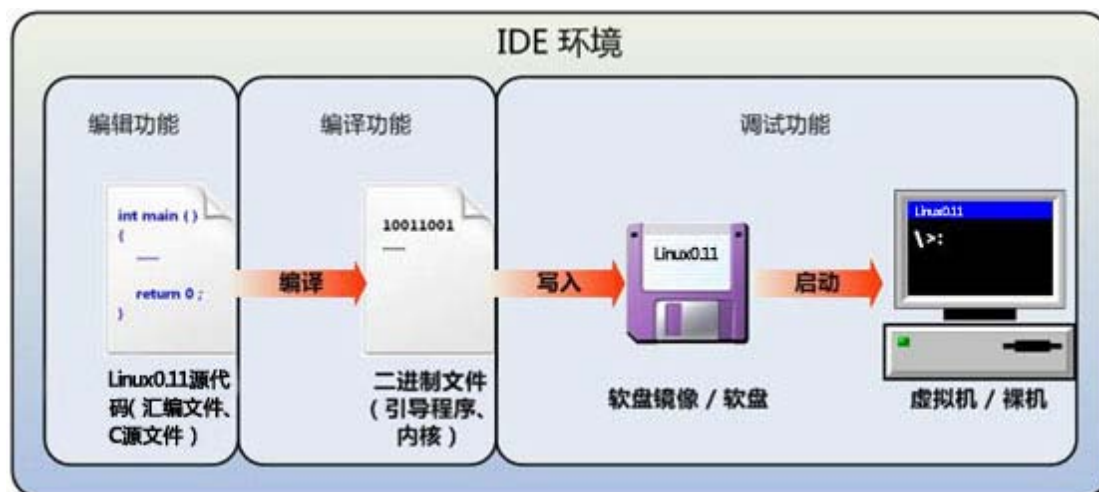 IDE 环境
编辑功能
编译功能
调试功能
int main ( )
{
return 0 ;
}
10011001
Linux0.11
Linux0.11
\>:
编译
写入
启动
Linux0.11源代
码( 汇编文件、
C源文件 )
二进制文件
( 引导程序、
内核 )
软盘镜像 / 软盘
虚拟机 / 裸机